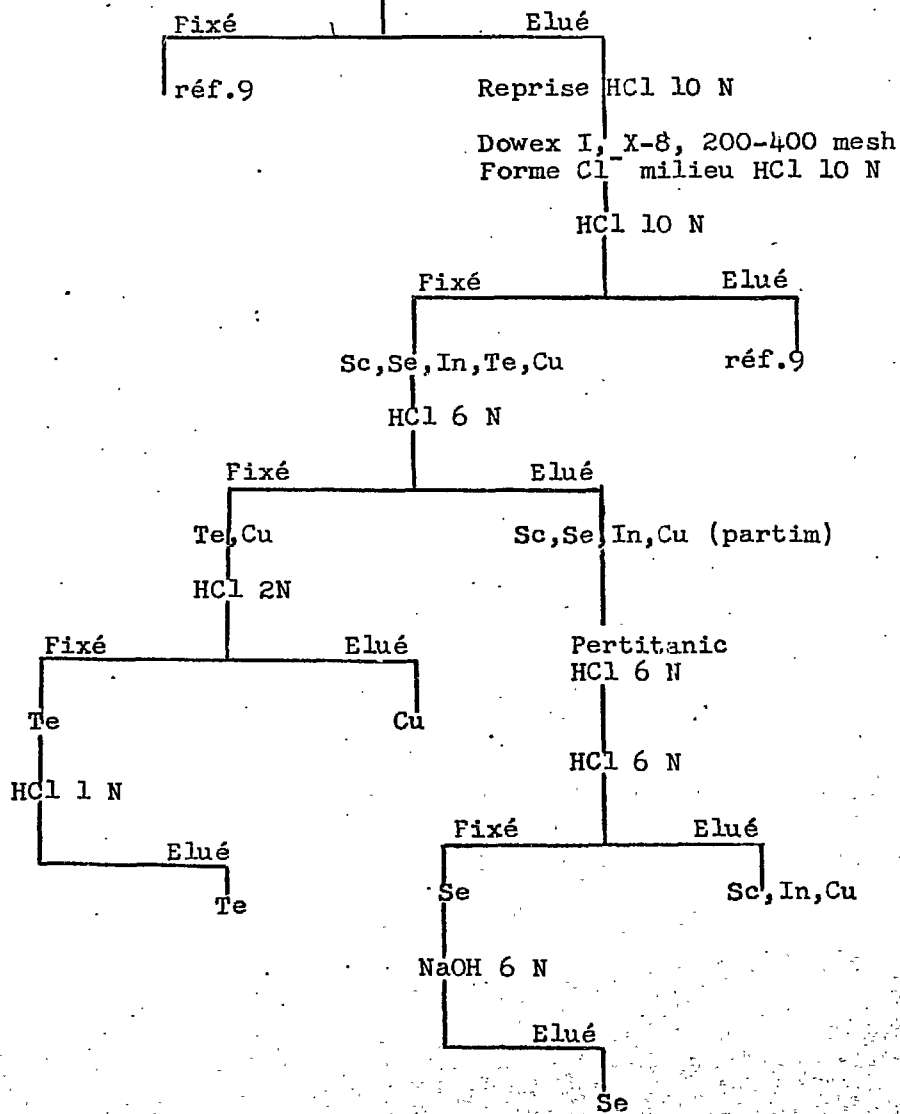 Fixé Elué
réf.9 Reprise HCl 10 N
Dowex I, X-8, 200-400 mesh
Forme Cl⁻ milieu HCl 10 N
HCl 10 N
Fixé Elué
Sc,Se,In,Te,Cu réf.9
HCl 6 N
Fixé Elué
Te,Cu Sc,Se,In,Cu (partim)
HCl 2N
Fixé Elué Pertitanic
HCl 6 N
Te Cu
HCl 6 N
HCl 1 N
Fixé Elué
Elué
Te Se Sc,In,Cu
NaOH 6 N
Elué
Se